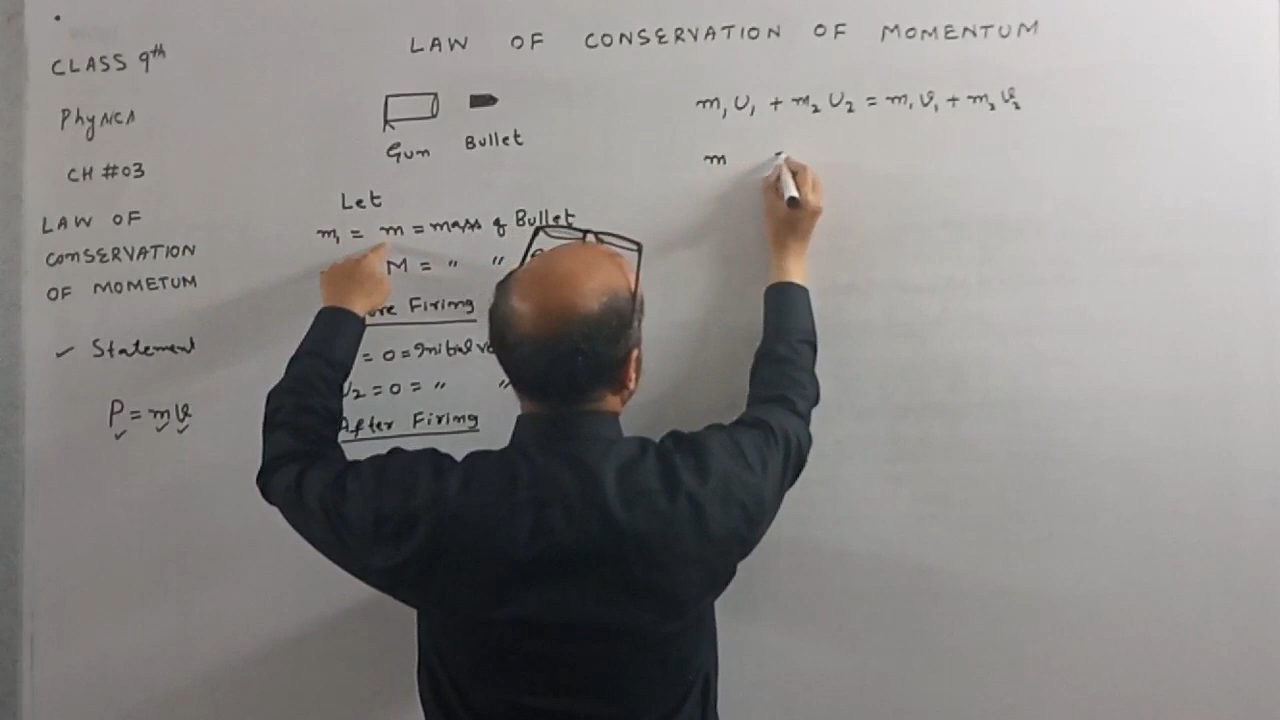 LAW OF CONSERVATION OF MOMENTUM
CLASS 9th
CH #03
LAW OF
CONSERVATION
OF MOMETUM
✓ Statement
P = mv
Gun Bullet
Let
m₁ = m = mass of Bullet
M = " "
Firing
= 0 = Initial
U₂ = 0 = " "
After Firing
m₁U₁ + m₂U₂ = m₁v₁ + m₂v₂
m